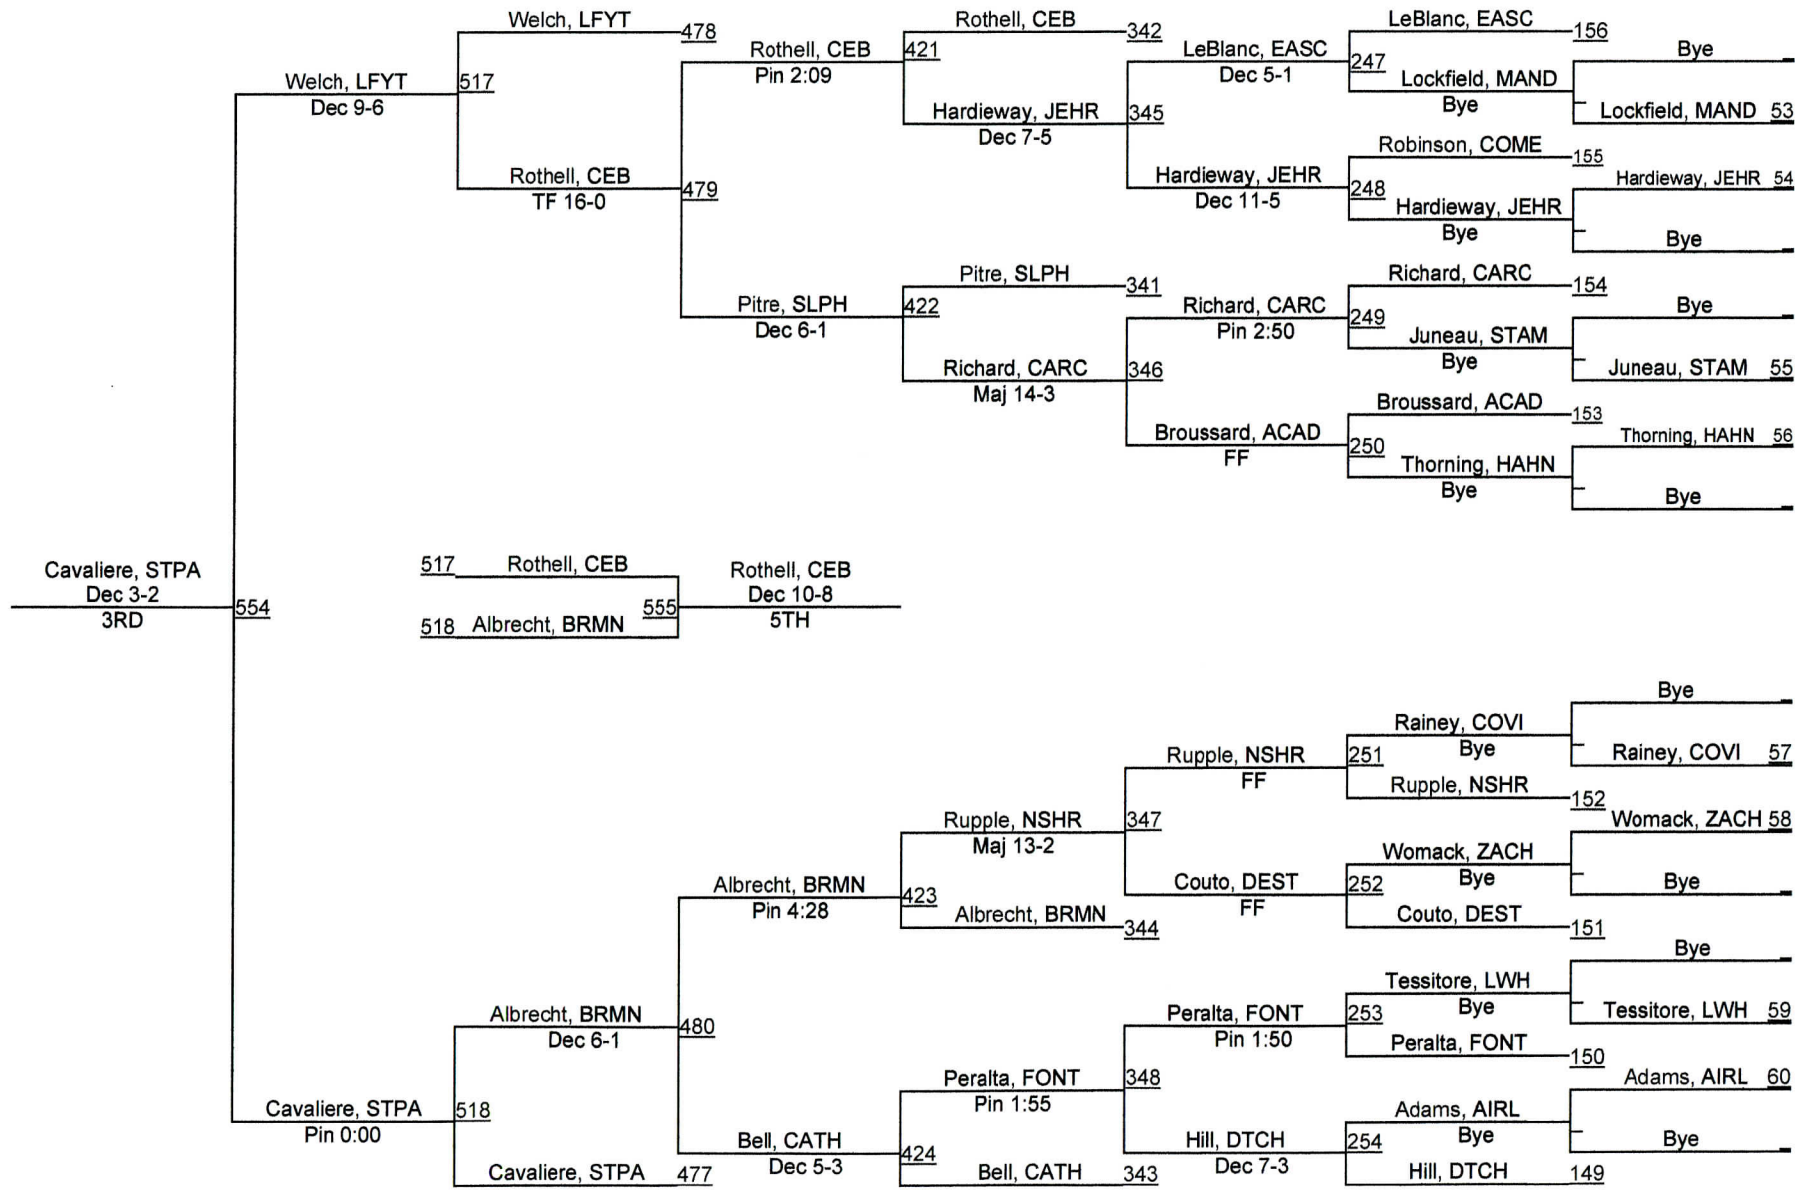 Welch, LFYT
478
Rothell, CEB
342
LeBlanc, EASC
156
Rothell, CEB
Pin 2:09
421
LeBlanc, EASC
Dec 5-1
247
Bye
Welch, LFYT
Dec 9-6
517
Lockfield, MAND
Bye
Hardieway, JEHR
Dec 7-5
345
Lockfield, MAND 53
Robinson, COME
155
Rothell, CEB
TF 16-0
479
Hardieway, JEHR
Dec 11-5
248
Hardieway, JEHR 54
Hardieway, JEHR
Bye
Bye
Pitre, SLPH
341
Richard, CARC
154
Pitre, SLPH
Dec 6-1
422
Richard, CARC
Pin 2:50
249
Bye
Juneau, STAM
Bye
Richard, CARC
Maj 14-3
346
Juneau, STAM 55
Broussard, ACAD
153
Broussard, ACAD
FF
250
Thorning, HAHN 56
Thorning, HAHN
Bye
Bye
Cavaliere, STPA
Dec 3-2
3RD
554
517 Rothell, CEB
518 Albrecht, BRMN
555
Rothell, CEB
Dec 10-8
5TH
Bye
Rainey, COVI
Bye
Rupple, NSHR
FF
251
Rainey, COVI 57
Rupple, NSHR
152
Rupple, NSHR
Maj 13-2
347
Womack, ZACH 58
Womack, ZACH
Bye
Albrecht, BRMN
Pin 4:28
423
Couto, DEST
FF
252
Bye
Albrecht, BRMN
344
Couto, DEST
151
Bye
Tessitore, LWH
Bye
Albrecht, BRMN
Dec 6-1
480
Peralta, FONT
Pin 1:50
253
Tessitore, LWH 59
Peralta, FONT
150
Peralta, FONT
Pin 1:55
348
Adams, AIRL 60
Cavaliere, STPA
Pin 0:00
518
Adams, AIRL
Bye
Bell, CATH
Dec 5-3
424
Hill, DTCH
Dec 7-3
254
Bye
Cavaliere, STPA
477
Bell, CATH
343
Hill, DTCH
149